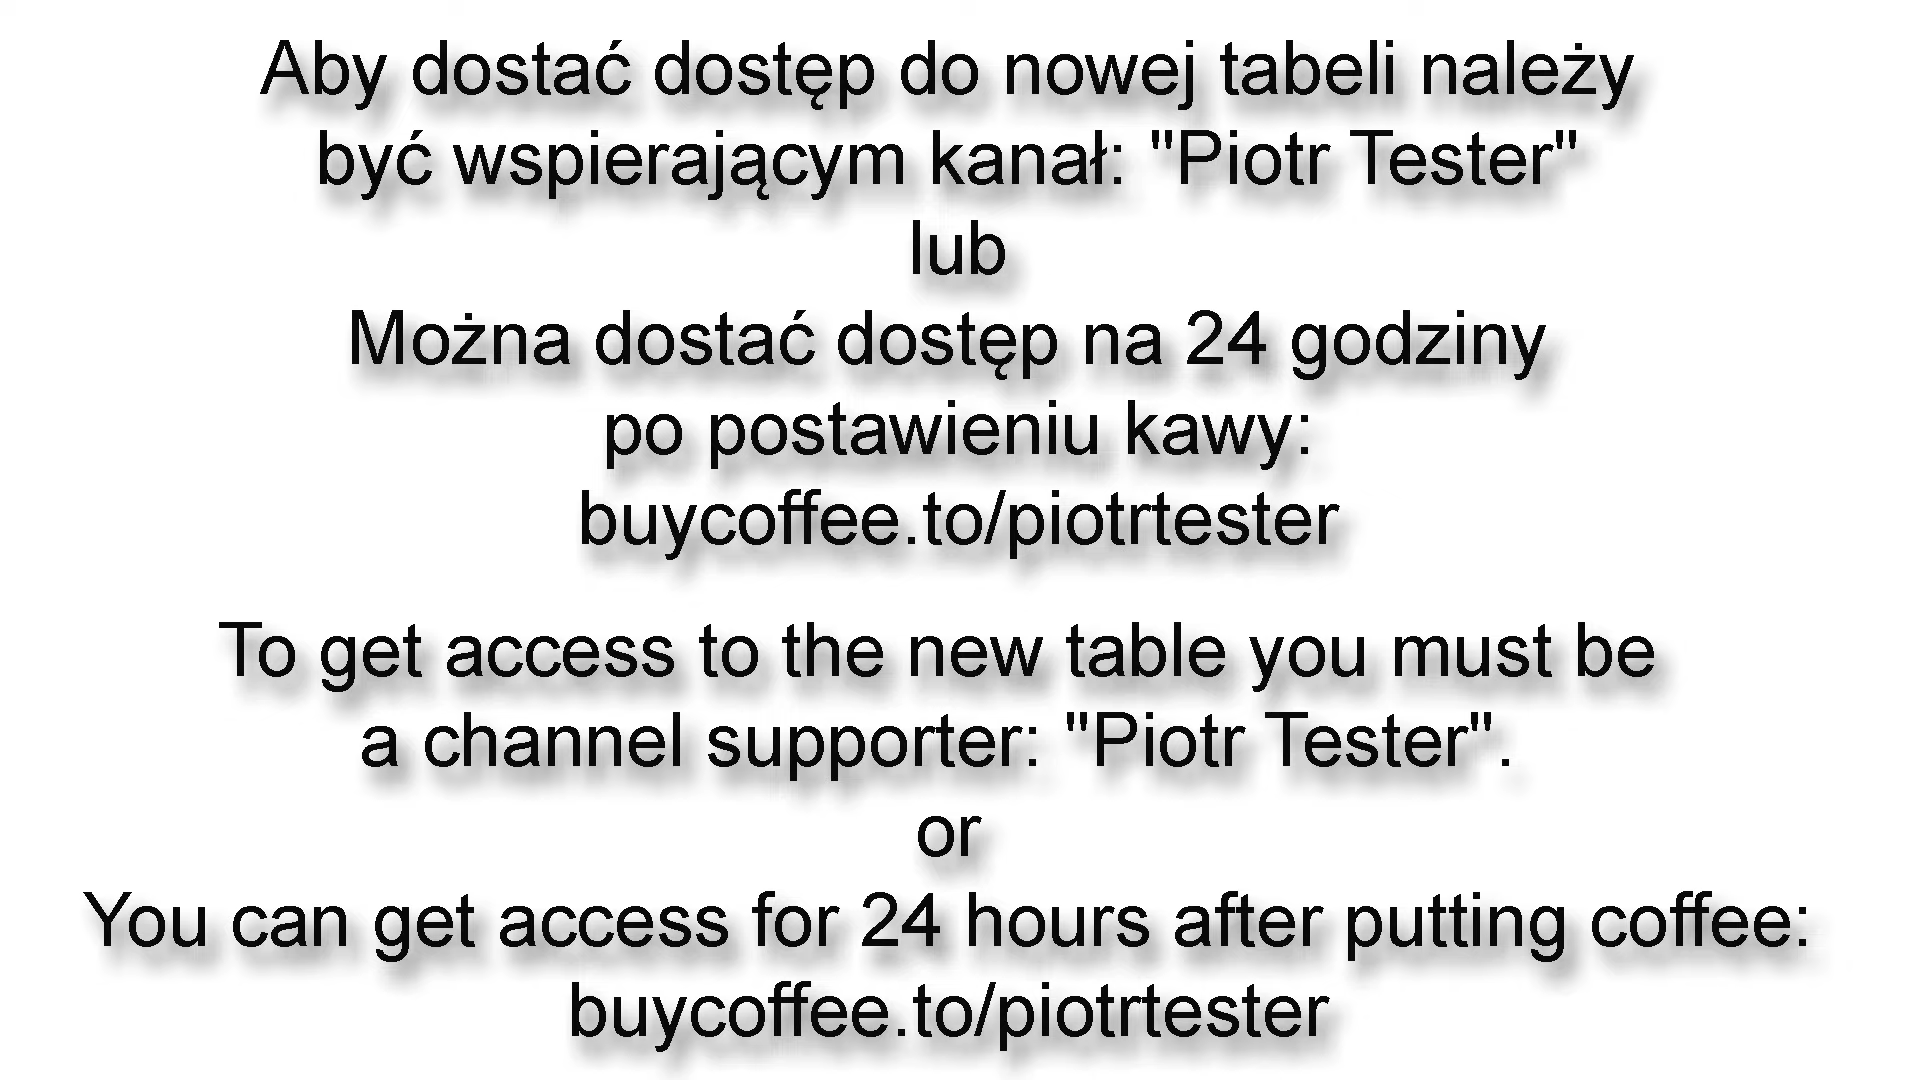 Aby dostać dostęp do nowej tabeli należy
być wspierającym kanał: "Piotr Tester"
lub
Można dostać dostęp na 24 godziny
po postawieniu kawy:
buycoffee.to/piotrtester
To get access to the new table you must be
a channel supporter: "Piotr Tester".
or
You can get access for 24 hours after putting coffee:
buycoffee.to/piotrtester